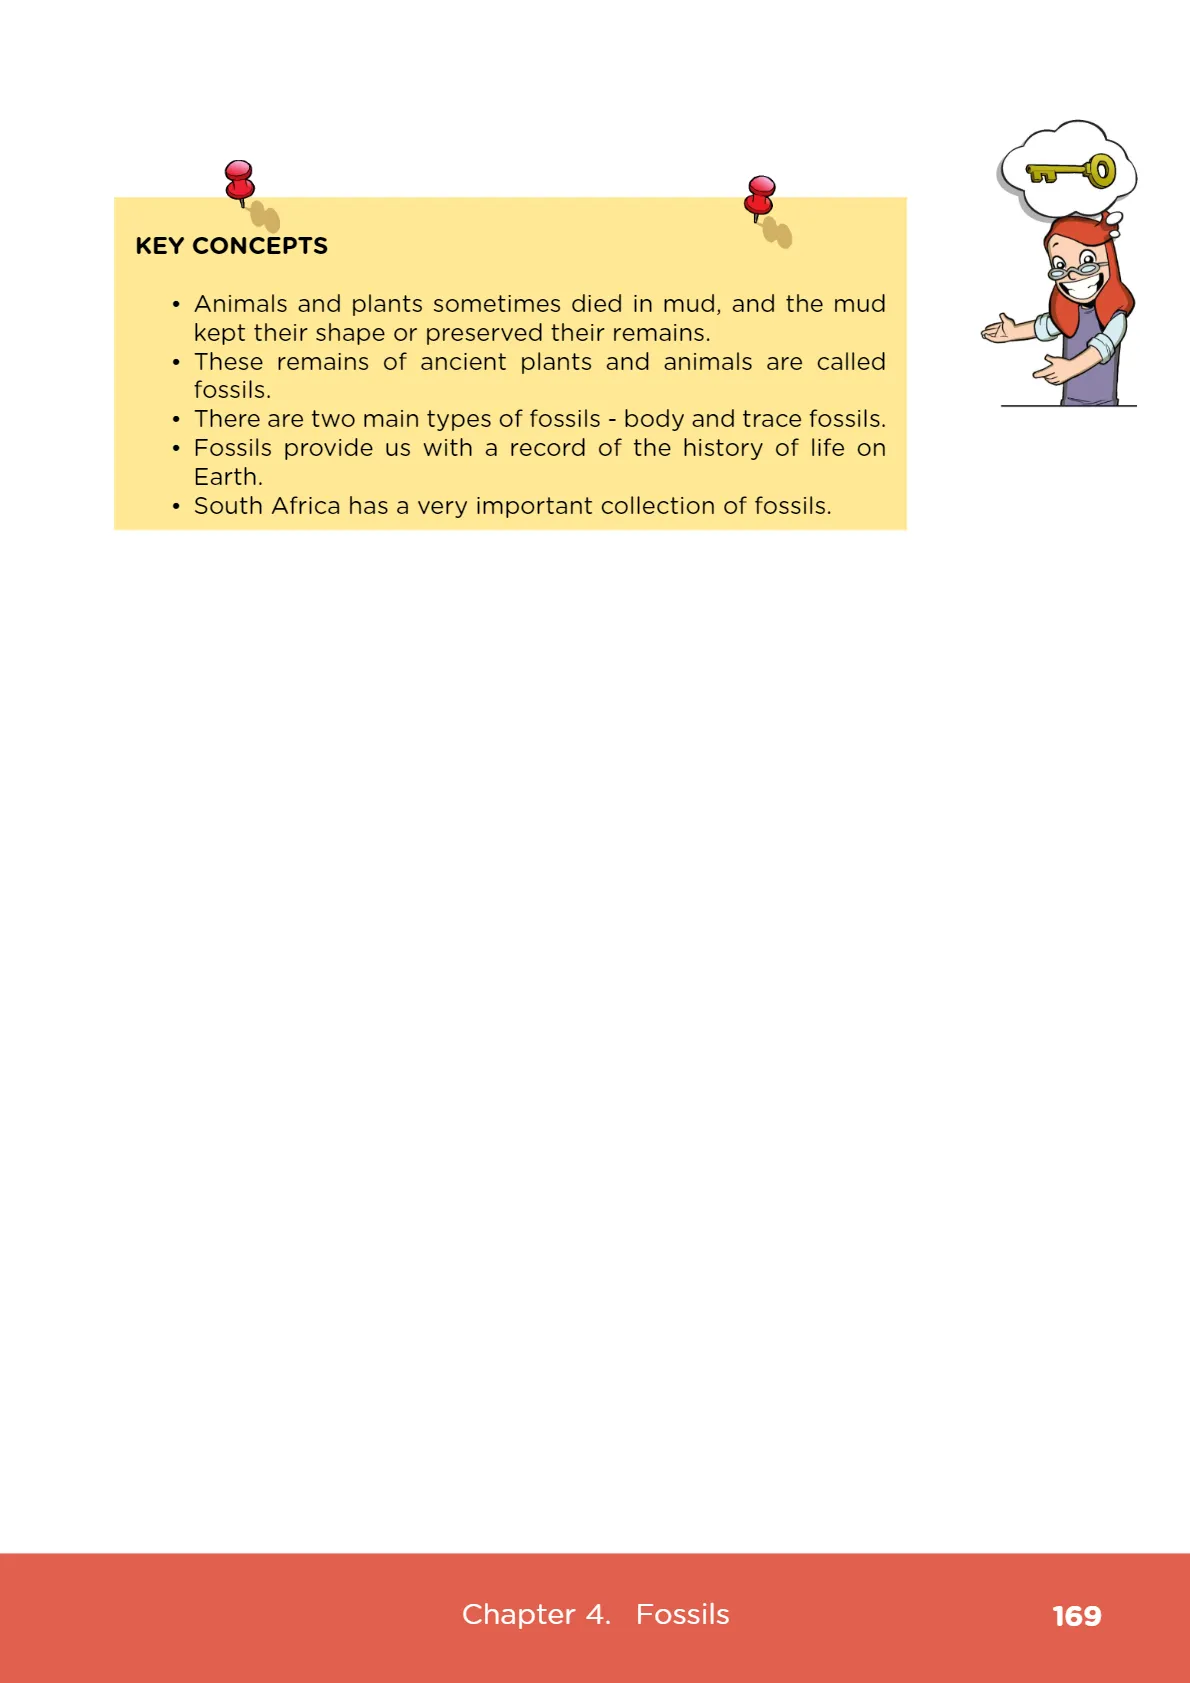 KEY CONCEPTS
• Animals and plants sometimes died in mud, and the mud
kept their shape or preserved their remains.
• These remains of ancient plants and animals are called
fossils.
• There are two main types of fossils - body and trace fossils.
• Fossils provide us with a record of the history of life on
Earth.
• South Africa has a very important collection of fossils.
Chapter 4. Fossils
169